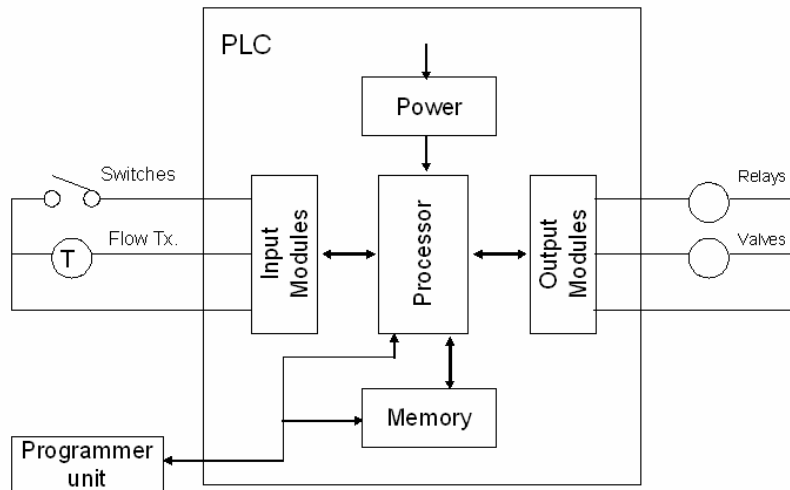 PLC
Power
Switches
Flow Tx.
T
Input
Modules
Processor
Output
Modules
Relays
Valves
Memory
Programmer
unit